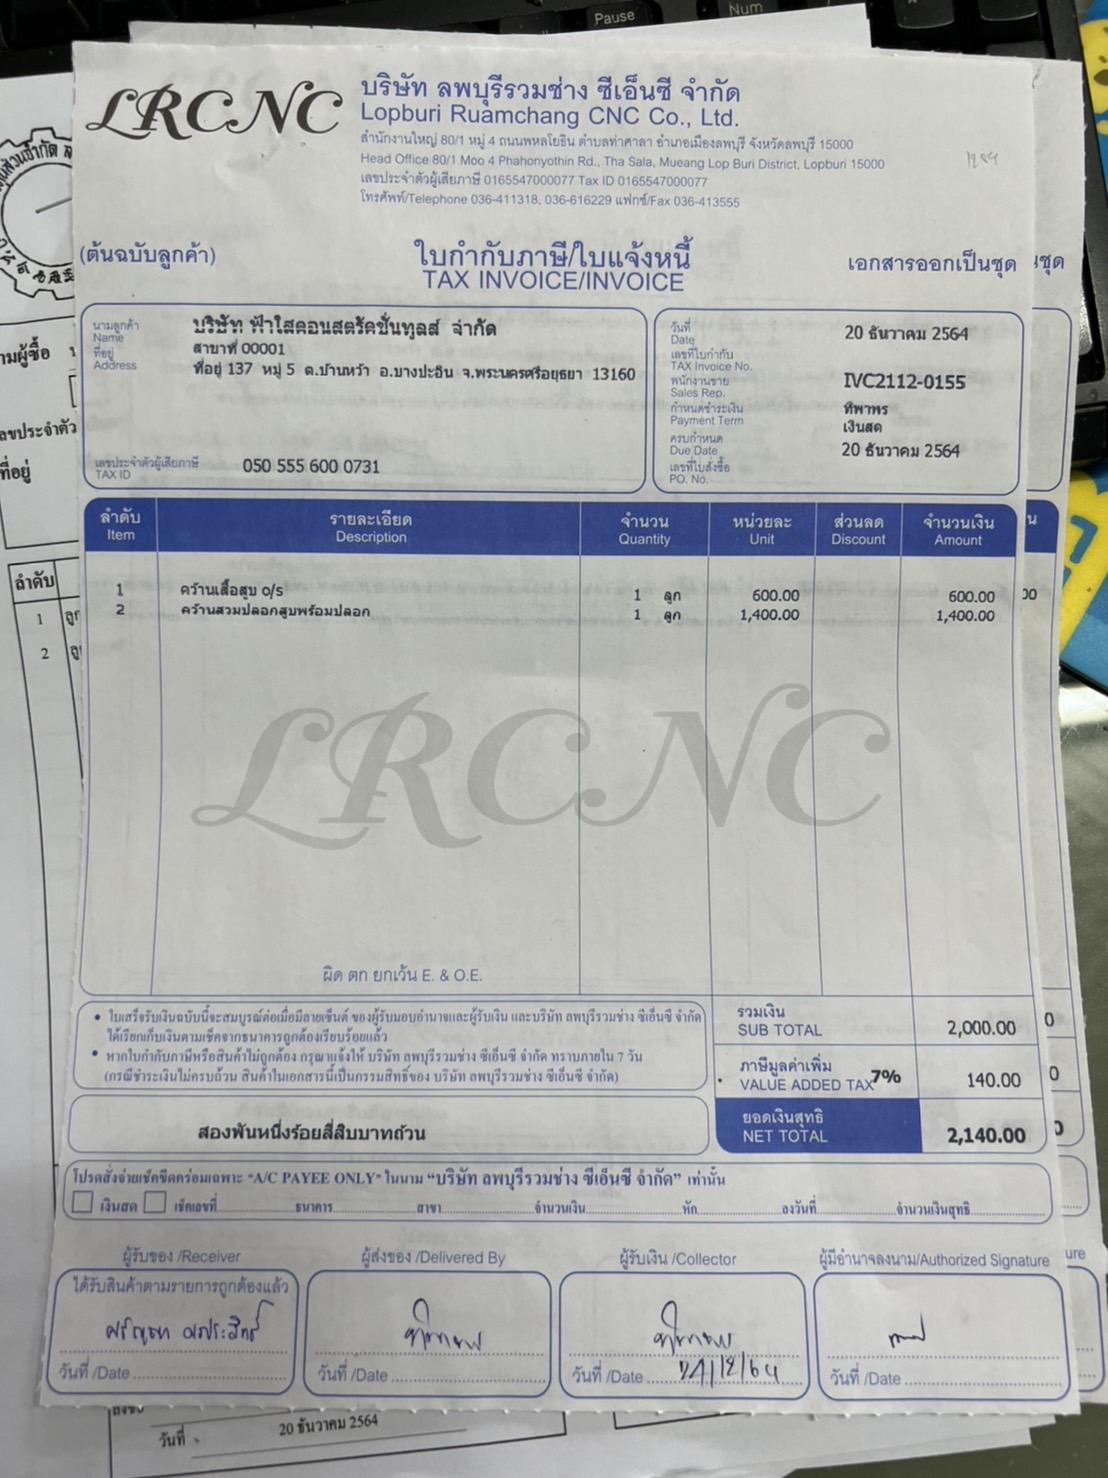 Pause
Num
LRCNC
บริษัท ลพบุรีรวมช่าง ซีเอ็นซี จำกัด
Lopburi Ruamchang CNC Co., Ltd.
สำนักงานใหญ่ 80/1 หมู่ 4 ถนนพหลโยธิน ตำบลท่าศาลา อำเภอเมืองลพบุรี จังหวัดลพบุรี 15000
Head Office 80/1 Moo 4 Phahonyothin Rd., Tha Sala, Mueang Lop Buri District, Lopburi 15000
เลขประจำตัวผู้เสียภาษี 0165547000077 Tax ID 0165547000077
โทรศัพท์/Telephone 036-411318, 036-616229 แฟกซ์/Fax 036-413555
(ต้นฉบับลูกค้า)
ใบกำกับภาษี/ใบแจ้งหนี้
TAX INVOICE/INVOICE
เอกสารออกเป็นชุด
นามลูกค้า
Name
บริษัท ฟ้าใสคอนสตรัคชั่นทูลส์ จำกัด
สาขาที่ 00001
ที่อยู่
Address
ที่อยู่ 137 หมู่ 5 ต.บ้านหว้า อ.บางปะอิน จ.พระนครศรีอยุธยา 13160
เลขประจำตัวผู้เสียภาษี
TAX ID
050 555 600 0731
วันที่
Date
20 ธันวาคม 2564
เลขที่ใบกำกับ
TAX Invoice No.
IVC2112-0155
พนักงานขาย
Sales Rep.
ทิพาพร
กำหนดชำระเงิน
Payment Term
เงินสด
ครบกำหนด
Due Date
20 ธันวาคม 2564
เลขที่ใบสั่งซื้อ
PO. No.
ลำดับ รายละเอียด จำนวน หน่วยละ ส่วนลด จำนวนเงิน
Item Description Quantity Unit Discount Amount
1 คว้านเสื้อสูบ o/s 1 ลูก 600.00 600.00
2 คว้านสวมปลอกสูบพร้อมปลอก 1 ลูก 1,400.00 1,400.00
LRCNC
ผิด ตก ยกเว้น E. & O.E.
• ใบเสร็จรับเงินฉบับนี้จะสมบูรณ์ต่อเมื่อมีลายเซ็นต์ ของผู้รับมอบอำนาจและผู้รับเงิน และบริษัท ลพบุรีรวมช่าง ซีเอ็นซี จำกัด
ได้เรียกเก็บเงินตามเช็คจากธนาคารถูกต้องเรียบร้อยแล้ว
• หากใบกำกับภาษีหรือสินค้าไม่ถูกต้อง กรุณาแจ้งให้ บริษัท ลพบุรีรวมช่าง ซีเอ็นซี จำกัด ทราบภายใน 7 วัน
(กรณีชำระเงินไม่ครบถ้วน สินค้าในเอกสารนี้เป็นกรรมสิทธิ์ของ บริษัท ลพบุรีรวมช่าง ซีเอ็นซี จำกัด)
รวมเงิน
SUB TOTAL 2,000.00
ภาษีมูลค่าเพิ่ม
VALUE ADDED TAX 7% 140.00
ยอดเงินสุทธิ
NET TOTAL 2,140.00
สองพันหนึ่งร้อยสี่สิบบาทถ้วน
โปรดสั่งจ่ายเช็คขีดคร่อมเฉพาะ "A/C PAYEE ONLY" ในนาม "บริษัท ลพบุรีรวมช่าง ซีเอ็นซี จำกัด" เท่านั้น
เงินสด เช็คเลขที่ ธนาคาร สาขา จำนวนเงิน หัก ลงวันที่ จำนวนเงินสุทธิ
ผู้รับของ /Receiver ผู้ส่งของ /Delivered By ผู้รับเงิน /Collector ผู้มีอำนาจลงนาม/Authorized Signature
ได้รับสินค้าตามรายการถูกต้องแล้ว
วันที่ /Date วันที่ /Date วันที่ /Date 24/12/64 วันที่ /Date
วันที่ 20 ธันวาคม 2564
ามผู้ซื้อ
ลขประจำตัว
ที่อยู่
ลำดับ
1
2